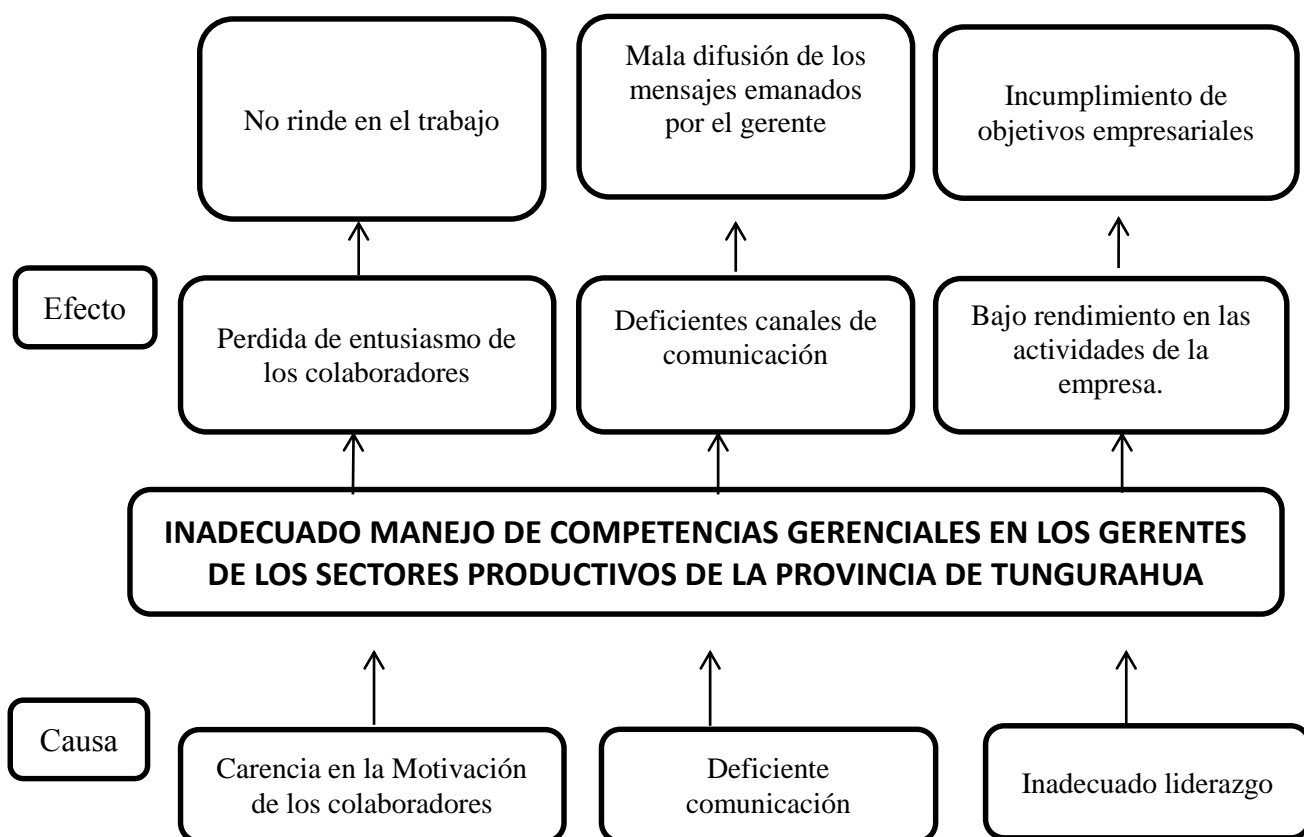 No rinde en el trabajo
Mala difusión de los
mensajes emanados
por el gerente
Incumplimiento de
objetivos empresariales
Efecto
Perdida de entusiasmo de
los colaboradores
Deficientes canales de
comunicación
Bajo rendimiento en las
actividades de la
empresa.
INADECUADO MANEJO DE COMPETENCIAS GERENCIALES EN LOS GERENTES
DE LOS SECTORES PRODUCTIVOS DE LA PROVINCIA DE TUNGURAHUA
Causa
Carencia en la Motivación
de los colaboradores
Deficiente
comunicación
Inadecuado liderazgo